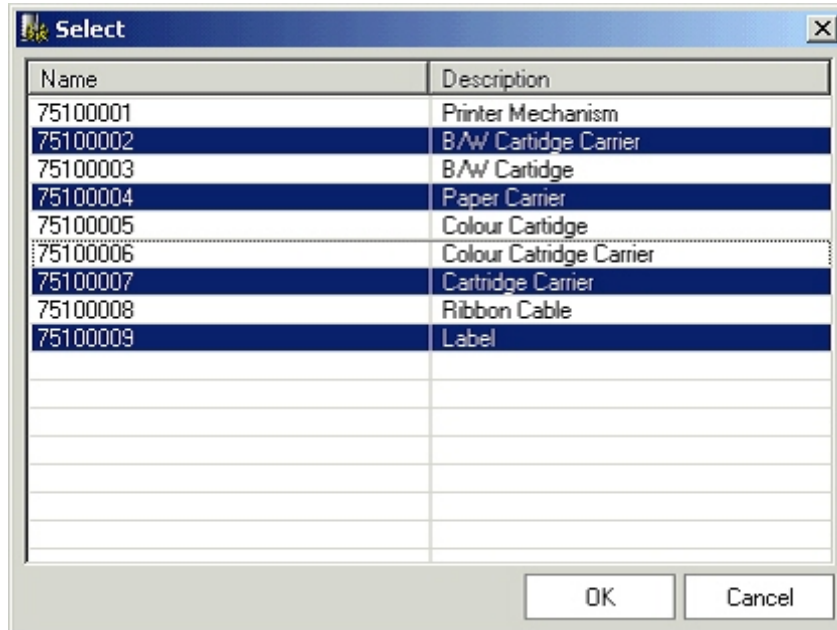 Select
Name Description
75100001 Printer Mechanism
75100002 B/W Cartidge Carrier
75100003 B/W Cartidge
75100004 Paper Carrier
75100005 Colour Cartidge
75100006 Colour Catridge Carrier
75100007 Cartridge Carrier
75100008 Ribbon Cable
75100009 Label
OK Cancel